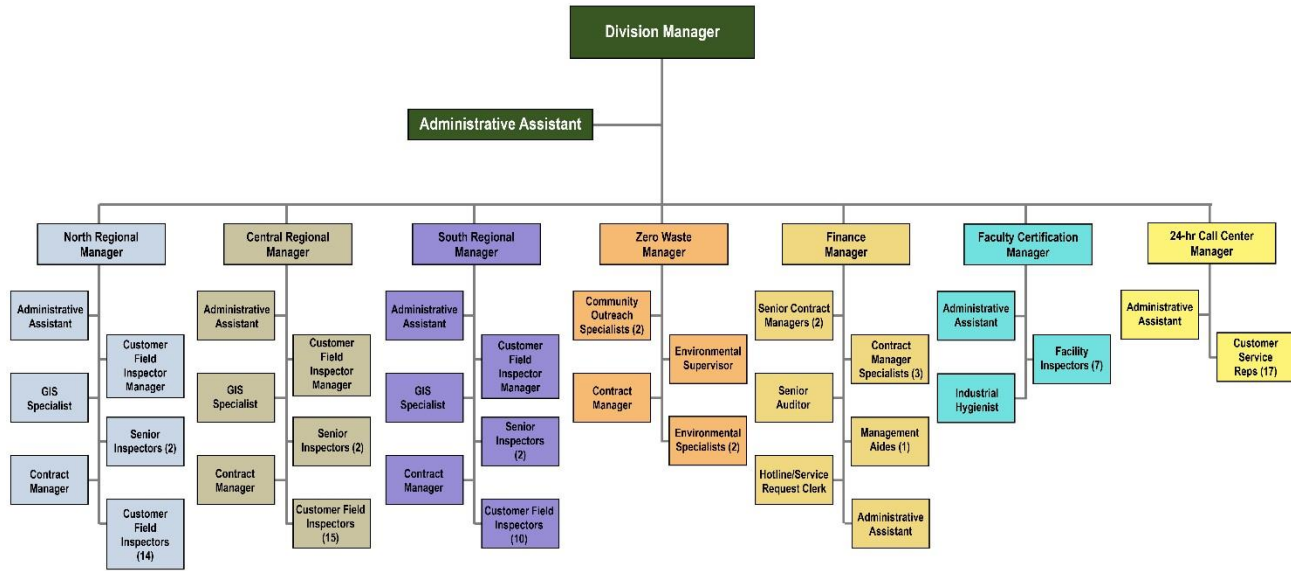 Division Manager
Administrative Assistant
North Regional
Manager
Administrative
Assistant
Customer
Field
Inspector
Manager
GIS
Specialist
Senior
Inspectors (2)
Contract
Manager
Customer
Field
Inspectors
(14)
Central Regional
Manager
Administrative
Assistant
Customer
Field
Inspector
Manager
GIS
Specialist
Senior
Inspectors (2)
Contract
Manager
Customer Field
Inspectors
(15)
South Regional
Manager
Administrative
Assistant
Customer Field
Inspector
Manager
GIS
Specialist
Senior
Inspectors
(2)
Contract
Manager
Customer Field
Inspectors
(10)
Zero Waste
Manager
Community
Outreach
Specialists (2)
Environmental
Supervisor
Contract
Manager
Environmental
Specialists (2)
Finance
Manager
Senior Contract
Managers (2)
Contract
Manager
Specialists (3)
Senior
Auditor
Management
Aides (1)
Hotline/Service
Request Clerk
Administrative
Assistant
Faculty Certification
Manager
Administrative
Assistant
Facility
Inspectors (7)
Industrial
Hygienist
24-hr Call Center
Manager
Administrative
Assistant
Customer
Service
Reps (17)